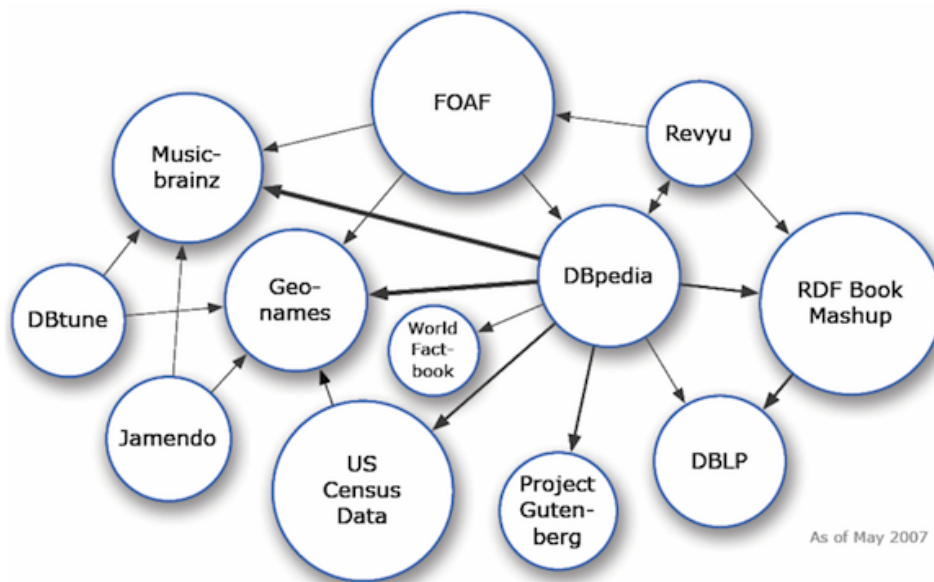 FOAF
Revyu
Music-
brainz
DBpedia
Geo-
names
RDF Book
Mashup
DBtune
World
Fact-
book
Jamendo
US
Census
Data
DBLP
Project
Guten-
berg
As of May 2007